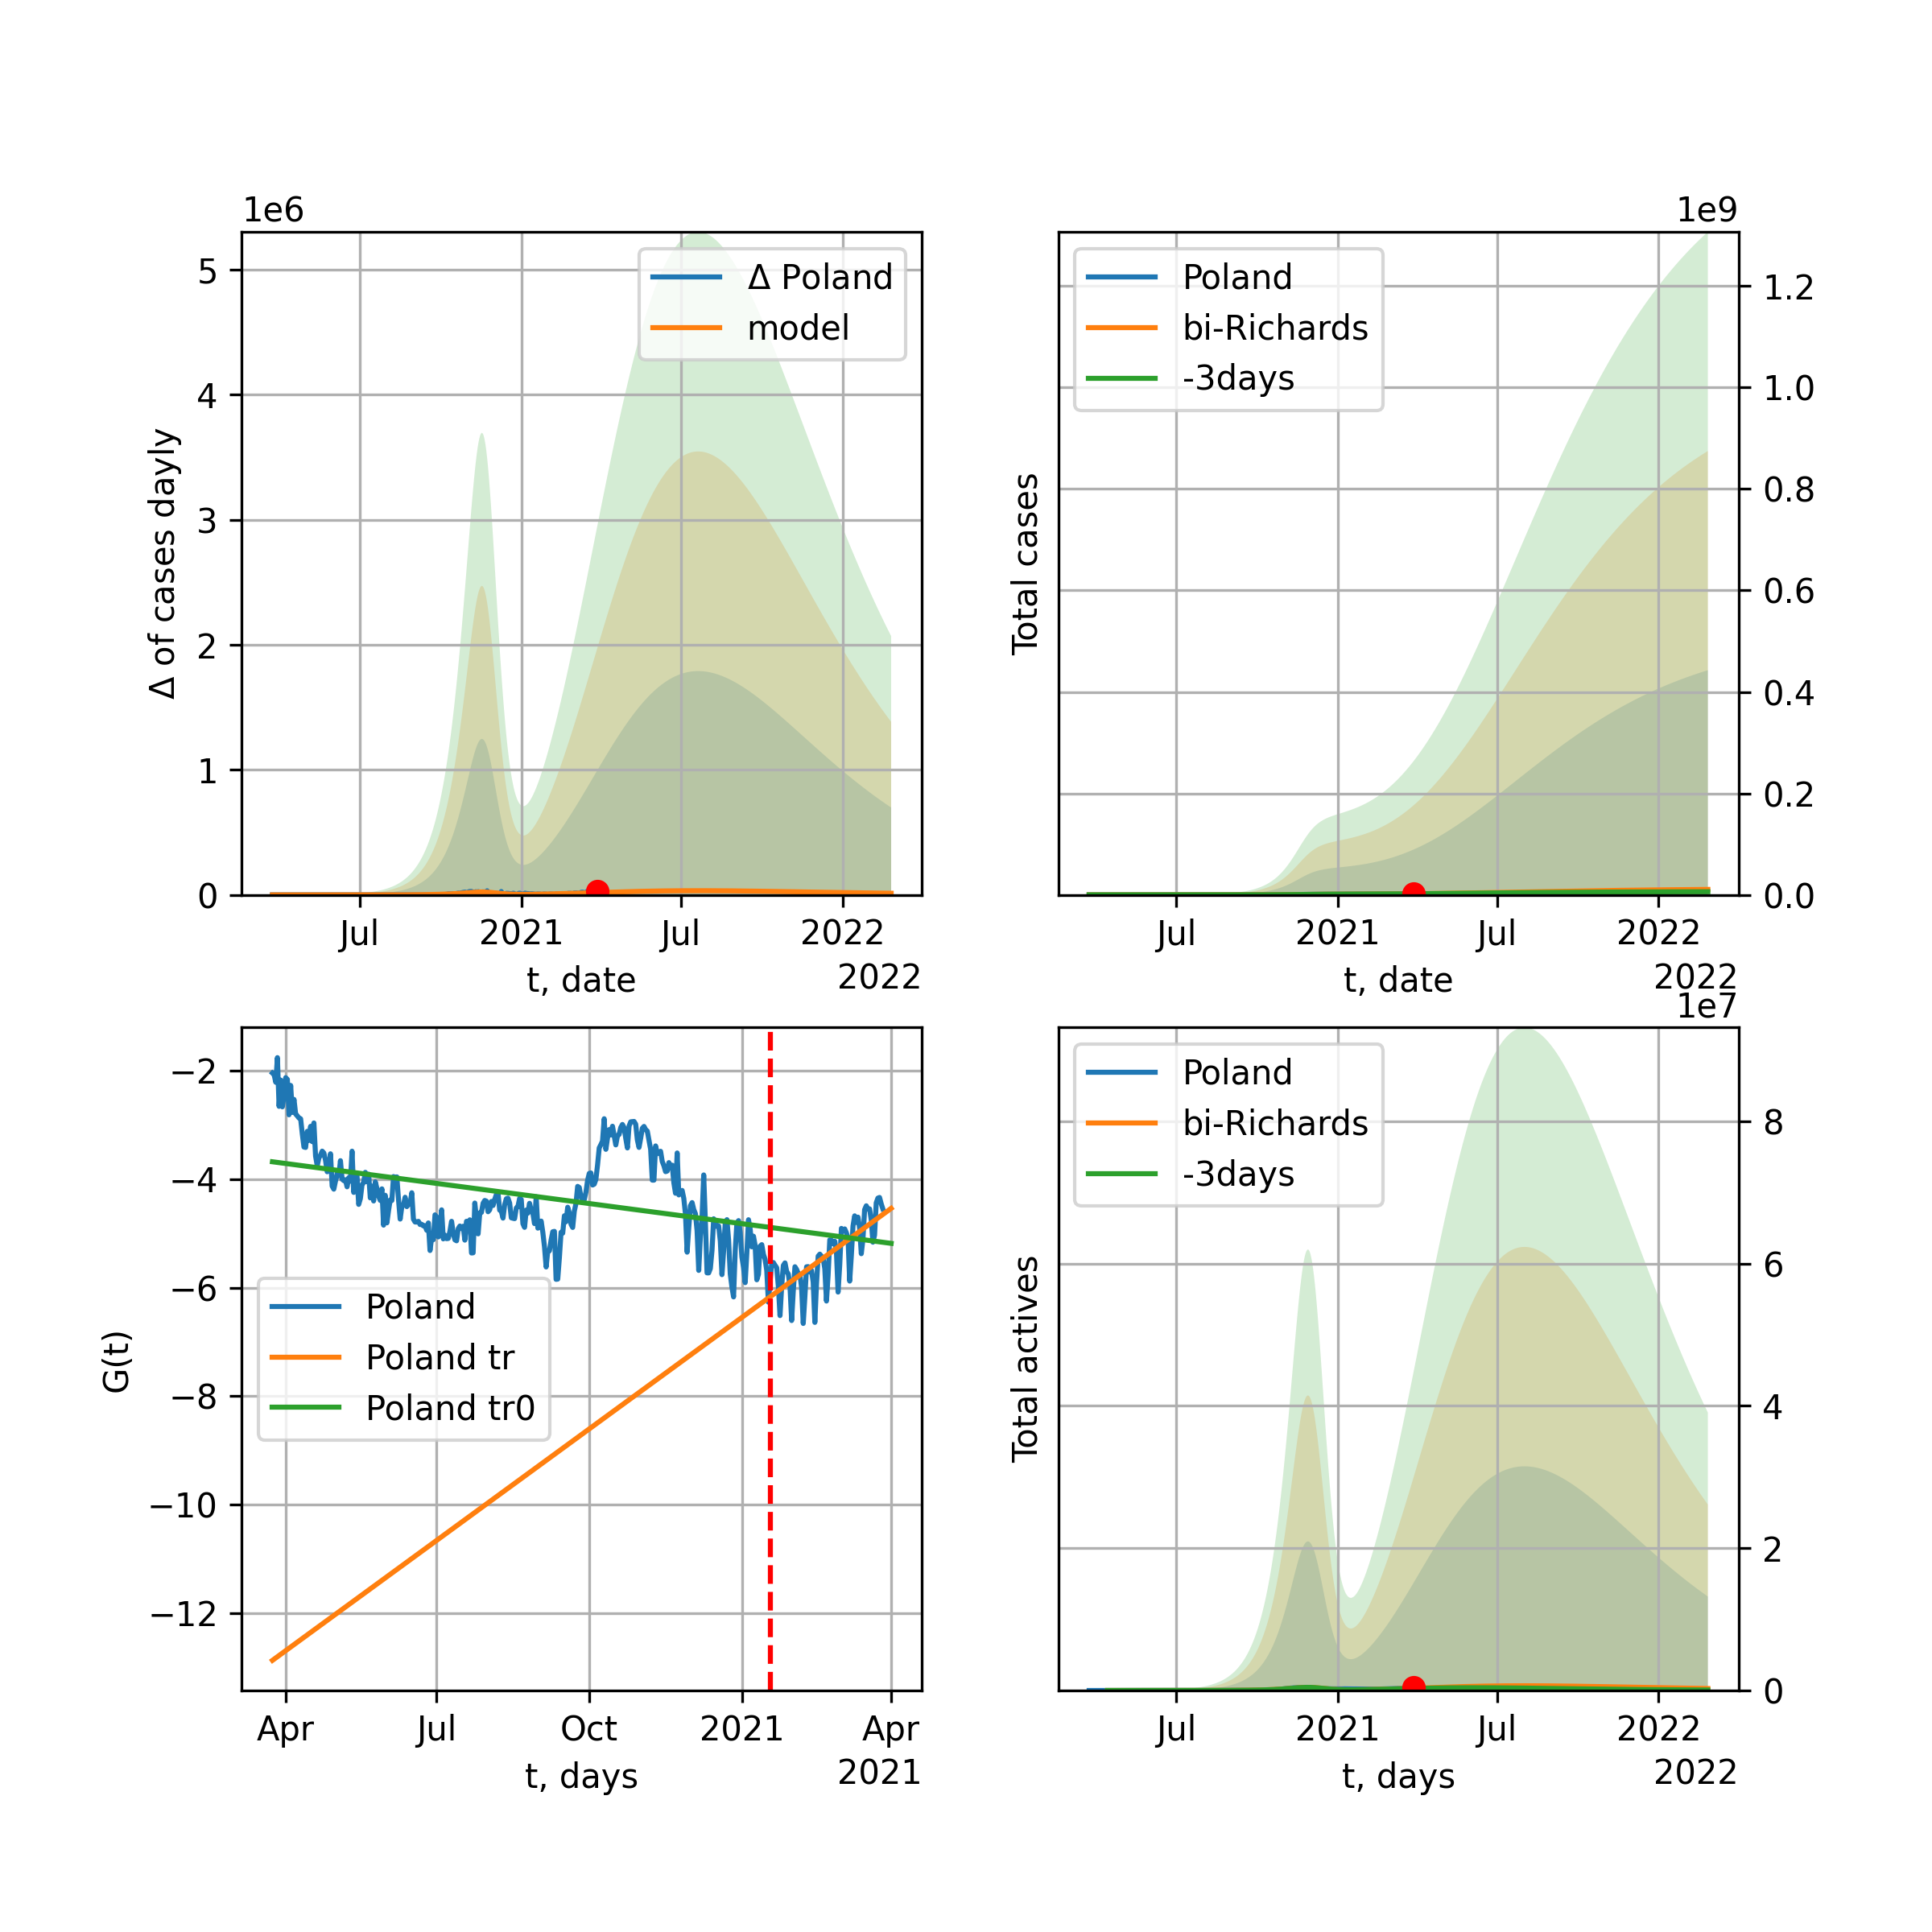 1e6
5
4
3
2
1
0
Δ of cases dayly
Δ Poland
model
Jul
2021
Jul
2022
t, date
2022
1e9
Poland
bi-Richards
-3days
Total cases
1.2
1.0
0.8
0.6
0.4
0.2
0.0
Jul
2021
Jul
2022
t, date
2022
−2
−4
−6
−8
−10
−12
G(t)
Poland
Poland tr
Poland tr0
Apr
Jul
Oct
2021
Apr
t, days
2021
1e7
Poland
bi-Richards
-3days
Total actives
8
6
4
2
0
Jul
2021
Jul
2022
t, days
2022